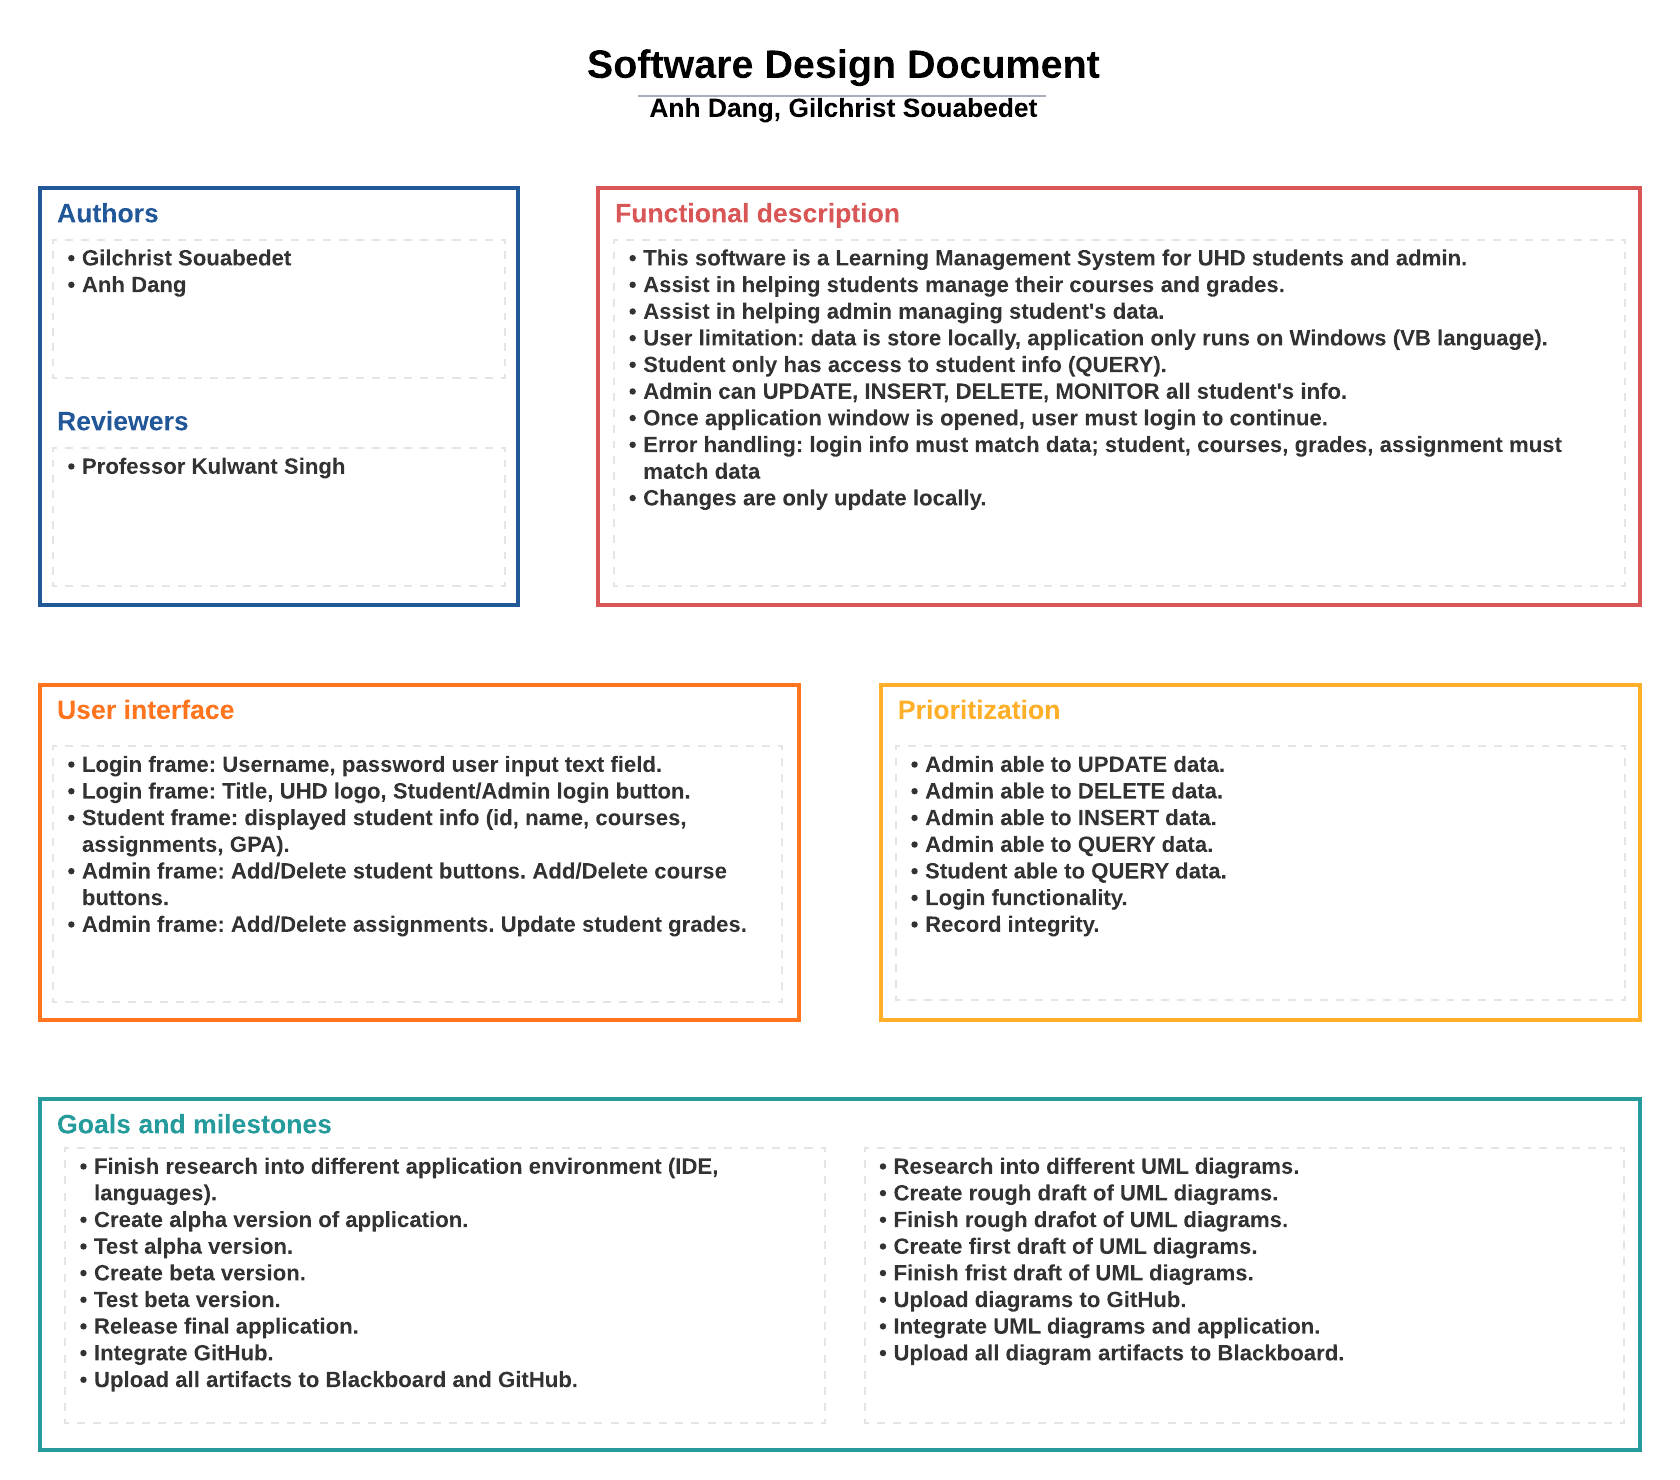 Software Design Document
Anh Dang, Gilchrist Souabedet
Authors
• Gilchrist Souabedet
• Anh Dang
Reviewers
• Professor Kulwant Singh
Functional description
• This software is a Learning Management System for UHD students and admin.
• Assist in helping students manage their courses and grades.
• Assist in helping admin managing student's data.
• User limitation: data is store locally, application only runs on Windows (VB language).
• Student only has access to student info (QUERY).
• Admin can UPDATE, INSERT, DELETE, MONITOR all student's info.
• Once application window is opened, user must login to continue.
• Error handling: login info must match data; student, courses, grades, assignment must
match data
• Changes are only update locally.
User interface
• Login frame: Username, password user input text field.
• Login frame: Title, UHD logo, Student/Admin login button.
• Student frame: displayed student info (id, name, courses,
assignments, GPA).
• Admin frame: Add/Delete student buttons. Add/Delete course
buttons.
• Admin frame: Add/Delete assignments. Update student grades.
Prioritization
• Admin able to UPDATE data.
• Admin able to DELETE data.
• Admin able to INSERT data.
• Admin able to QUERY data.
• Student able to QUERY data.
• Login functionality.
• Record integrity.
Goals and milestones
• Finish research into different application environment (IDE,
languages).
• Create alpha version of application.
• Test alpha version.
• Create beta version.
• Test beta version.
• Release final application.
• Integrate GitHub.
• Upload all artifacts to Blackboard and GitHub.
• Research into different UML diagrams.
• Create rough draft of UML diagrams.
• Finish rough drafot of UML diagrams.
• Create first draft of UML diagrams.
• Finish frist draft of UML diagrams.
• Upload diagrams to GitHub.
• Integrate UML diagrams and application.
• Upload all diagram artifacts to Blackboard.